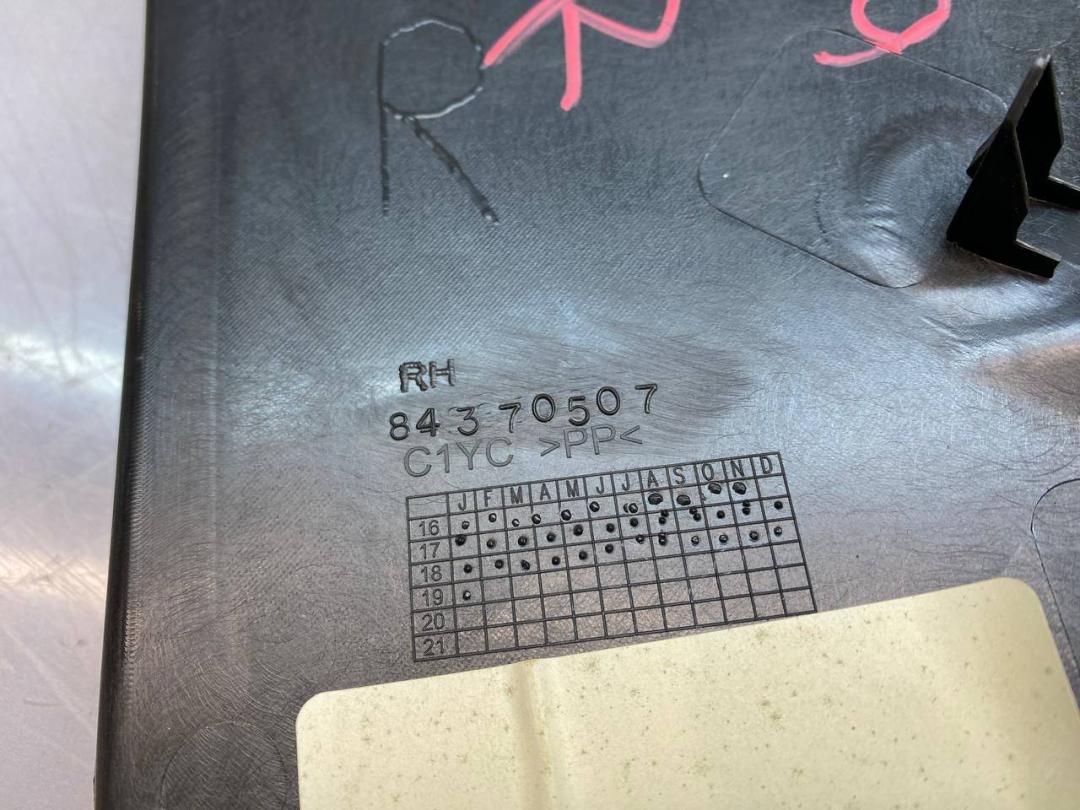 R
RH
84370507
C1YC >PP<
J F M A M J J A S O N D
16
17
18
19
20
21